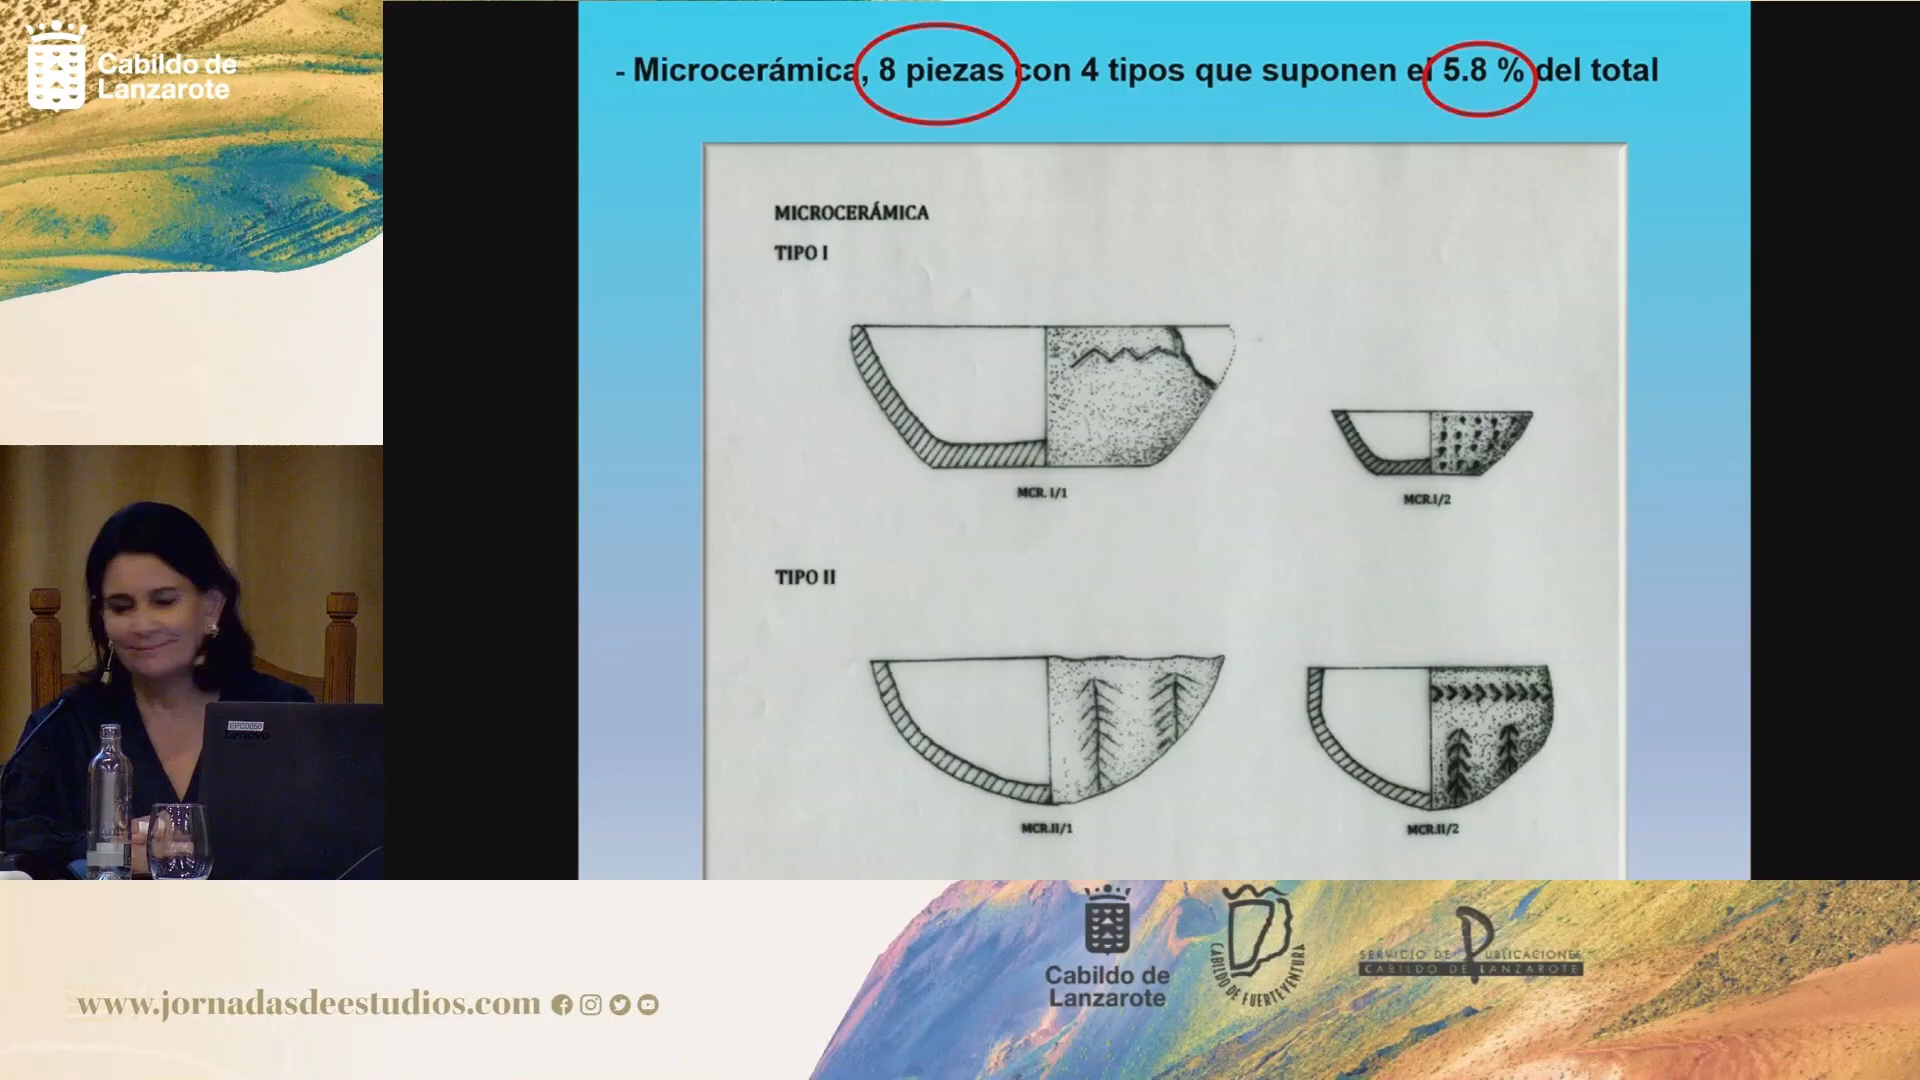 Cabildo de
Lanzarote
- Microcerámica, 8 piezas con 4 tipos que suponen el 5.8 % del total
MICROCERÁMICA
TIPO I
MCR. I/1
MCR.I/2
TIPO II
MCR.II/1
MCR.II/2
EPC0059
Lenovo
www.jornadasdeestudios.com
Cabildo de
Lanzarote
CABILDO DE FUERTEVENTURA
SERVICIO DE PUBLICACIONES
CABILDO DE LANZAROTE